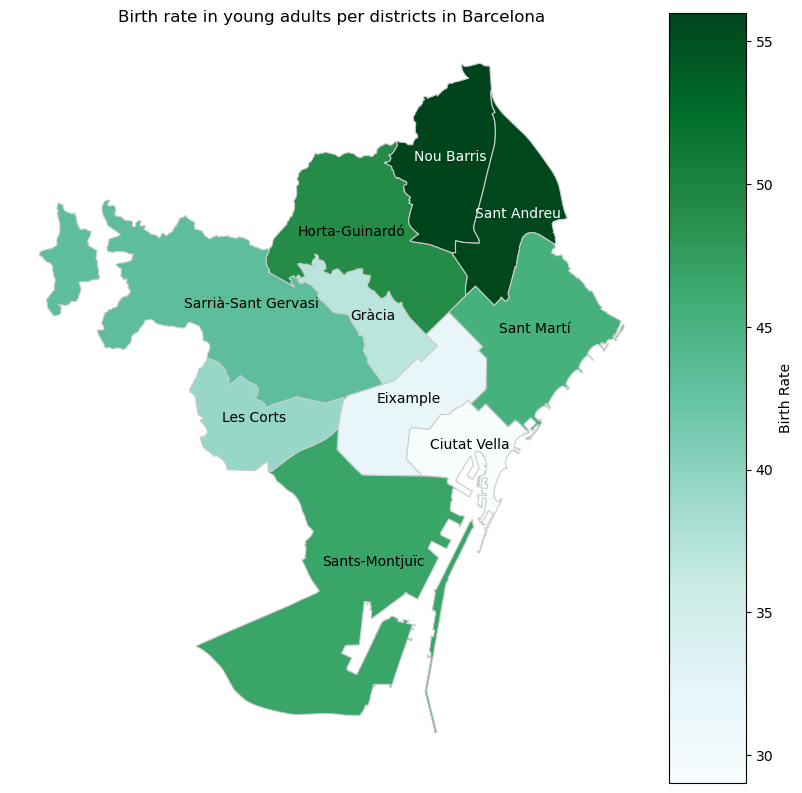 Birth rate in young adults per districts in Barcelona
Nou Barris
Sant Andreu
Horta-Guinardó
Sarrià-Sant Gervasi
Gràcia
Sant Martí
Eixample
Les Corts
Ciutat Vella
Sants-Montjuïc
55
50
45
40
35
30
Birth Rate